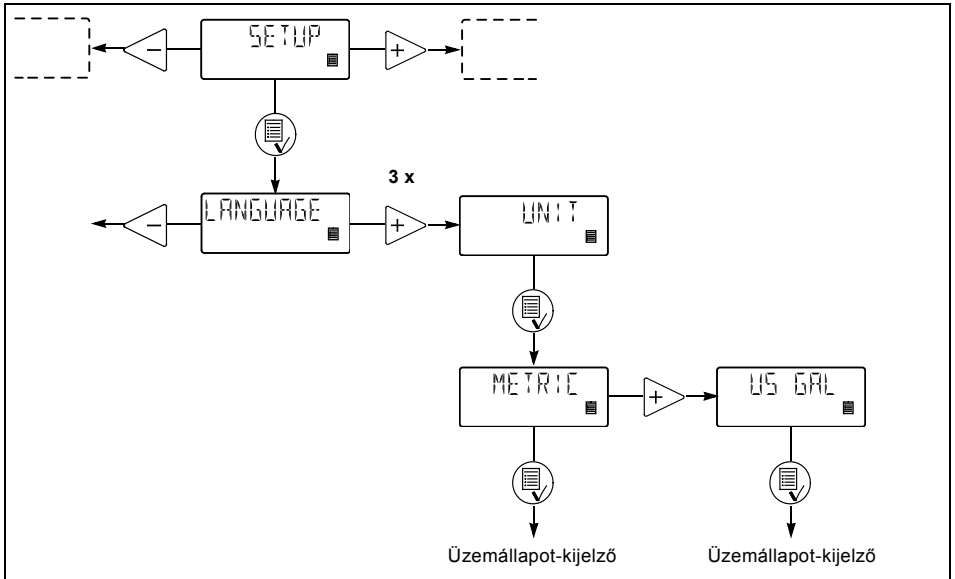 SETUP
−
+
3 x
LANGUAGE
−
+
UNIT
METRIC
+
US GAL
Üzemállapot-kijelző
Üzemállapot-kijelző